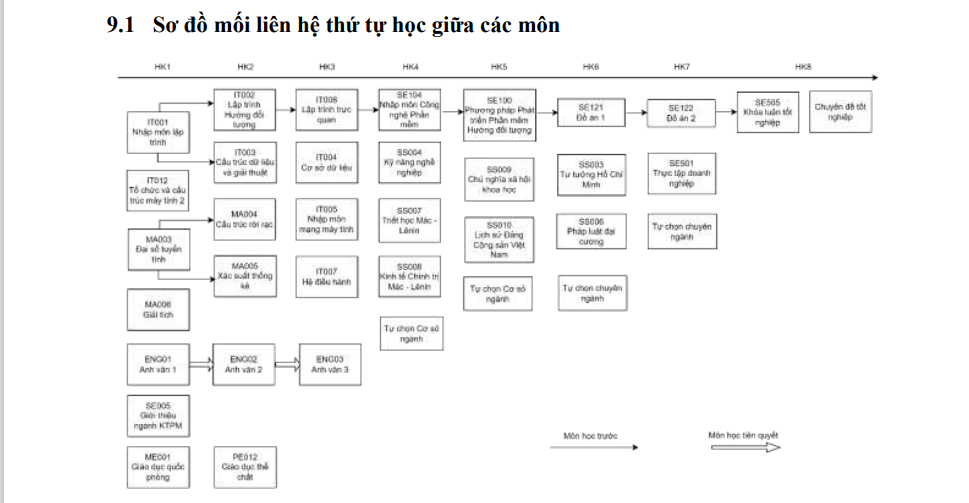 9.1 Sơ đồ mối liên hệ thứ tự học giữa các môn
HK1 HK2 HK3 HK4 HK5 HK6 HK7 HK8
IT001
Nhập môn lập
trình
IT012
Tổ chức và cấu
trúc máy tính 2
MA003
Đại số tuyến
tính
MA006
Giải tích
ENG01
Anh văn 1
SE005
Giới thiệu
ngành KTPM
ME001
Giáo dục quốc
phòng
IT002
Lập trình
Hướng đối
tượng
IT003
Cấu trúc dữ liệu
và giải thuật
MA004
Cấu trúc rời rạc
MA005
Xác suất thống
kê
ENG02
Anh văn 2
PE012
Giáo dục thể
chất
IT008
Lập trình trực
quan
IT004
Cơ sở dữ liệu
IT005
Nhập môn
mạng máy tính
IT007
Hệ điều hành
ENG03
Anh văn 3
SE104
Nhập môn Công
nghệ Phần
mềm
SS004
Kỹ năng nghề
nghiệp
SS007
Triết học Mác -
Lênin
SS008
Kinh tế Chính trị
Mác - Lênin
Tự chọn Cơ sở
ngành
SE100
Phương pháp Phát
triển Phần mềm
Hướng đối tượng
SS009
Chủ nghĩa xã hội
khoa học
SS010
Lịch sử Đảng
Cộng sản Việt
Nam
Tự chọn Cơ sở
ngành
SE121
Đồ án 1
SS003
Tư tưởng Hồ Chí
Minh
SS006
Pháp luật đại
cương
Tự chọn chuyên
ngành
SE122
Đồ án 2
SE501
Thực tập doanh
nghiệp
Tự chọn chuyên
ngành
SE505
Khóa luận tốt
nghiệp
Chuyên đề tốt
nghiệp
Môn học trước
Môn học tiên quyết